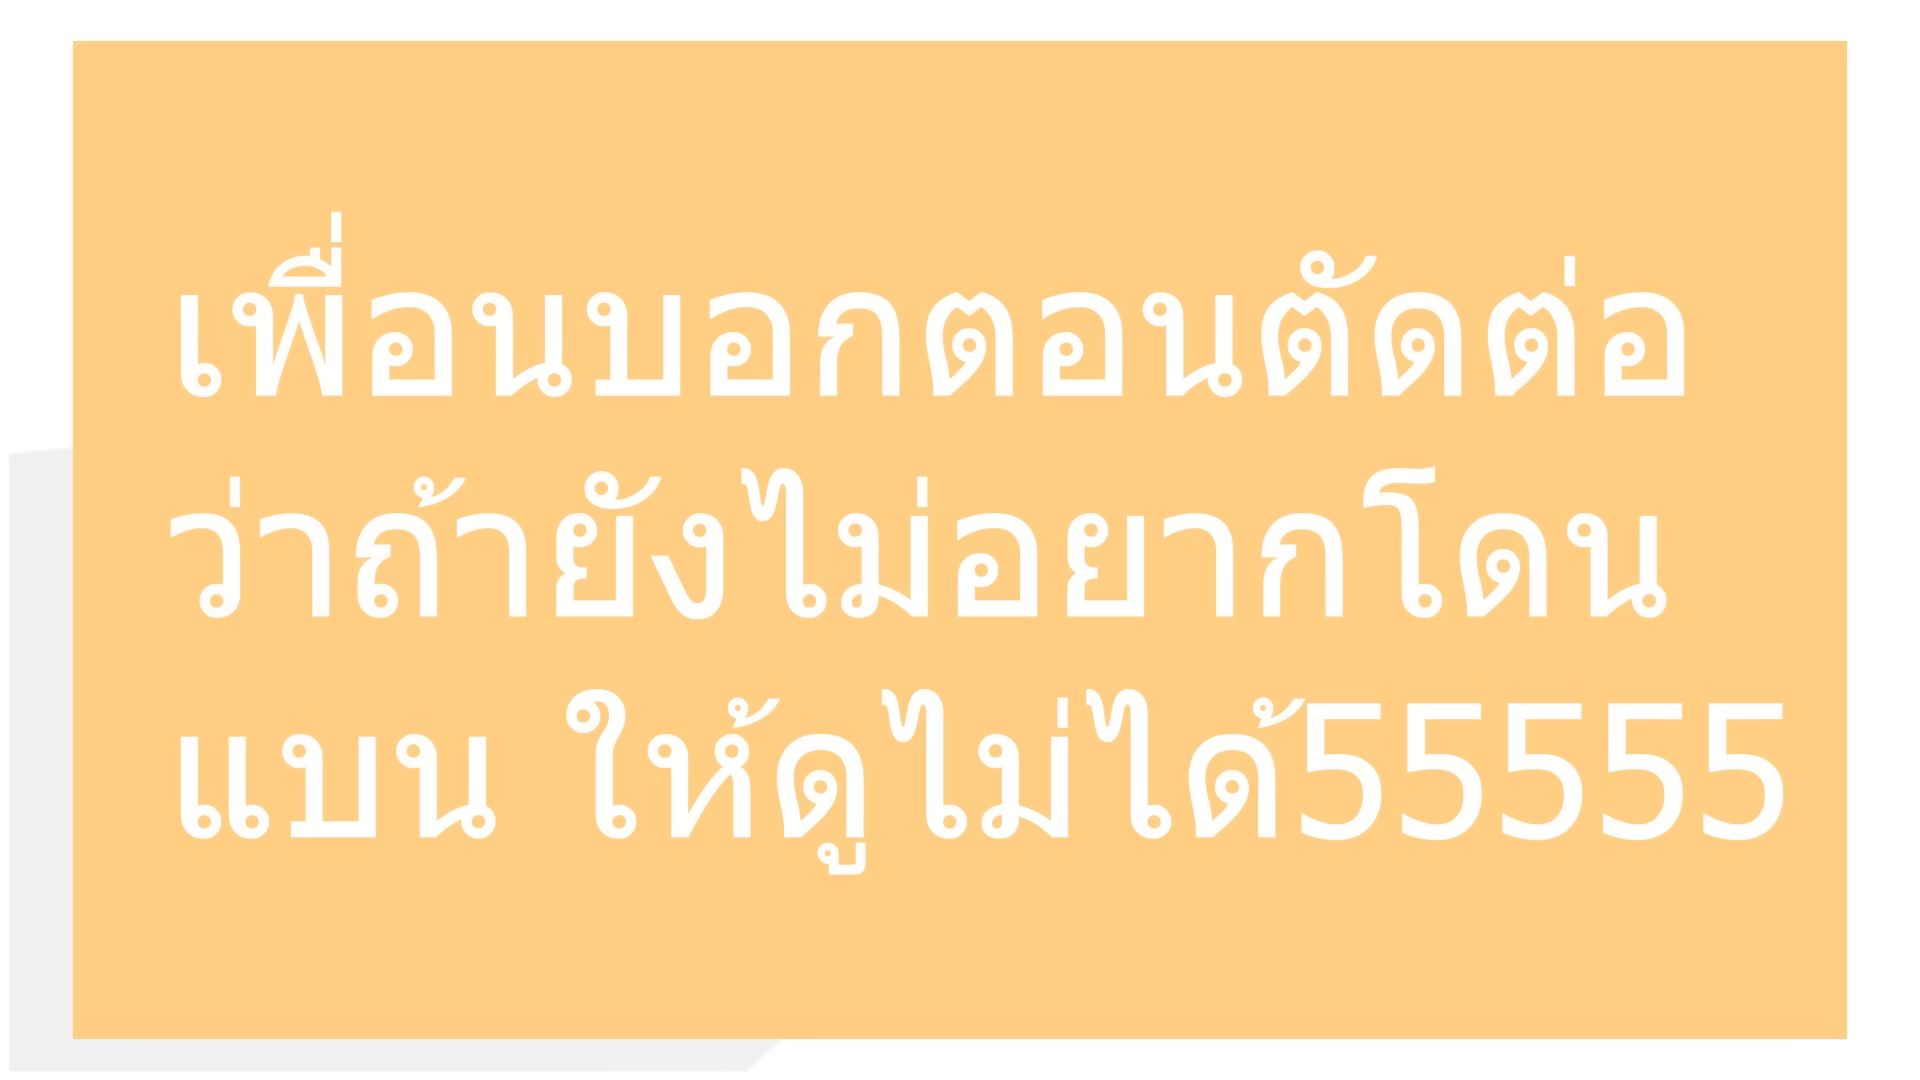 เพื่อนบอกตอนตัดต่อ
ว่าถ้ายังไม่อยากโดน
แบน ให้ดูไม่ได้55555